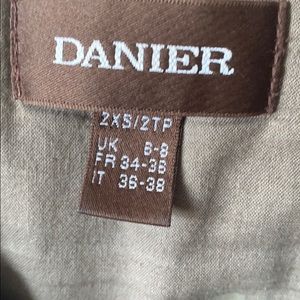 DANIER
2XS/2TP
UK 6-8
FR 34-36
IT 36-38